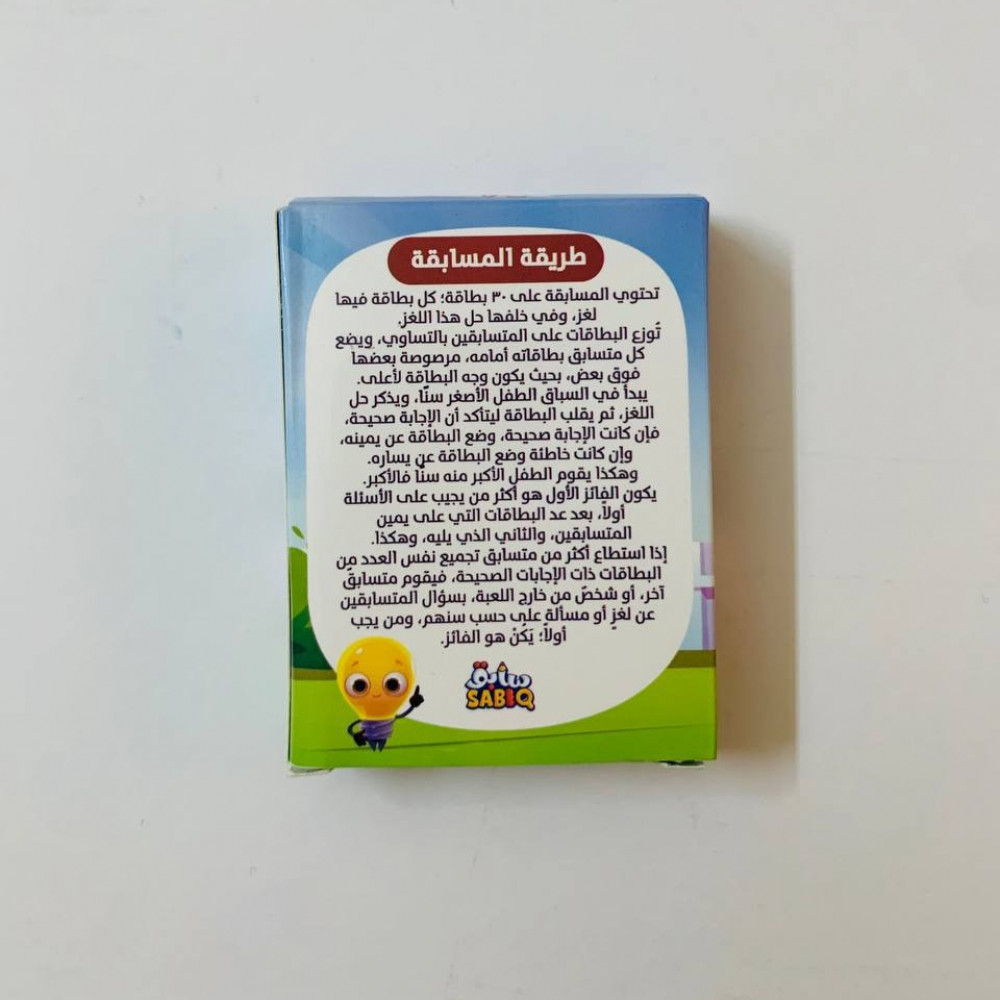 طريقة المسابقة
تحتوي المسابقة على ٣٠ بطاقة؛ كل بطاقة فيها
لغز، وفي خلفها حل هذا اللغز.
تُوزع البطاقات على المتسابقين بالتساوي، ويضع
كل متسابق بطاقاته أمامه، مرصوصة بعضها
فوق بعض، بحيث يكون وجه البطاقة لأعلى.
يبدأ في السباق الطفل الأصغر سنًا، ويذكر حل
اللغز، ثم يقلب البطاقة ليتأكد أن الإجابة صحيحة،
فإن كانت الإجابة صحيحة، وضع البطاقة عن يمينه،
وإن كانت خاطئة وضع البطاقة عن يساره.
وهكذا يقوم الطفل الأكبر منه سنًا فالأكبر.
يكون الفائز الأول هو أكثر من يجيب على الأسئلة
أولاً، بعد عد البطاقات التي على يمين
المتسابقين، والثاني الذي يليه، وهكذا.
إذا استطاع أكثر من متسابق تجميع نفس العدد من
البطاقات ذات الإجابات الصحيحة، فيقوم متسابقٌ
آخر، أو شخصٌ من خارج اللعبة، بسؤال المتسابقين
عن لغزٍ أو مسألة على حسب سنهم، ومن يجب
أولاً؛ يَكُنْ هو الفائز.
سابق
SABEQ